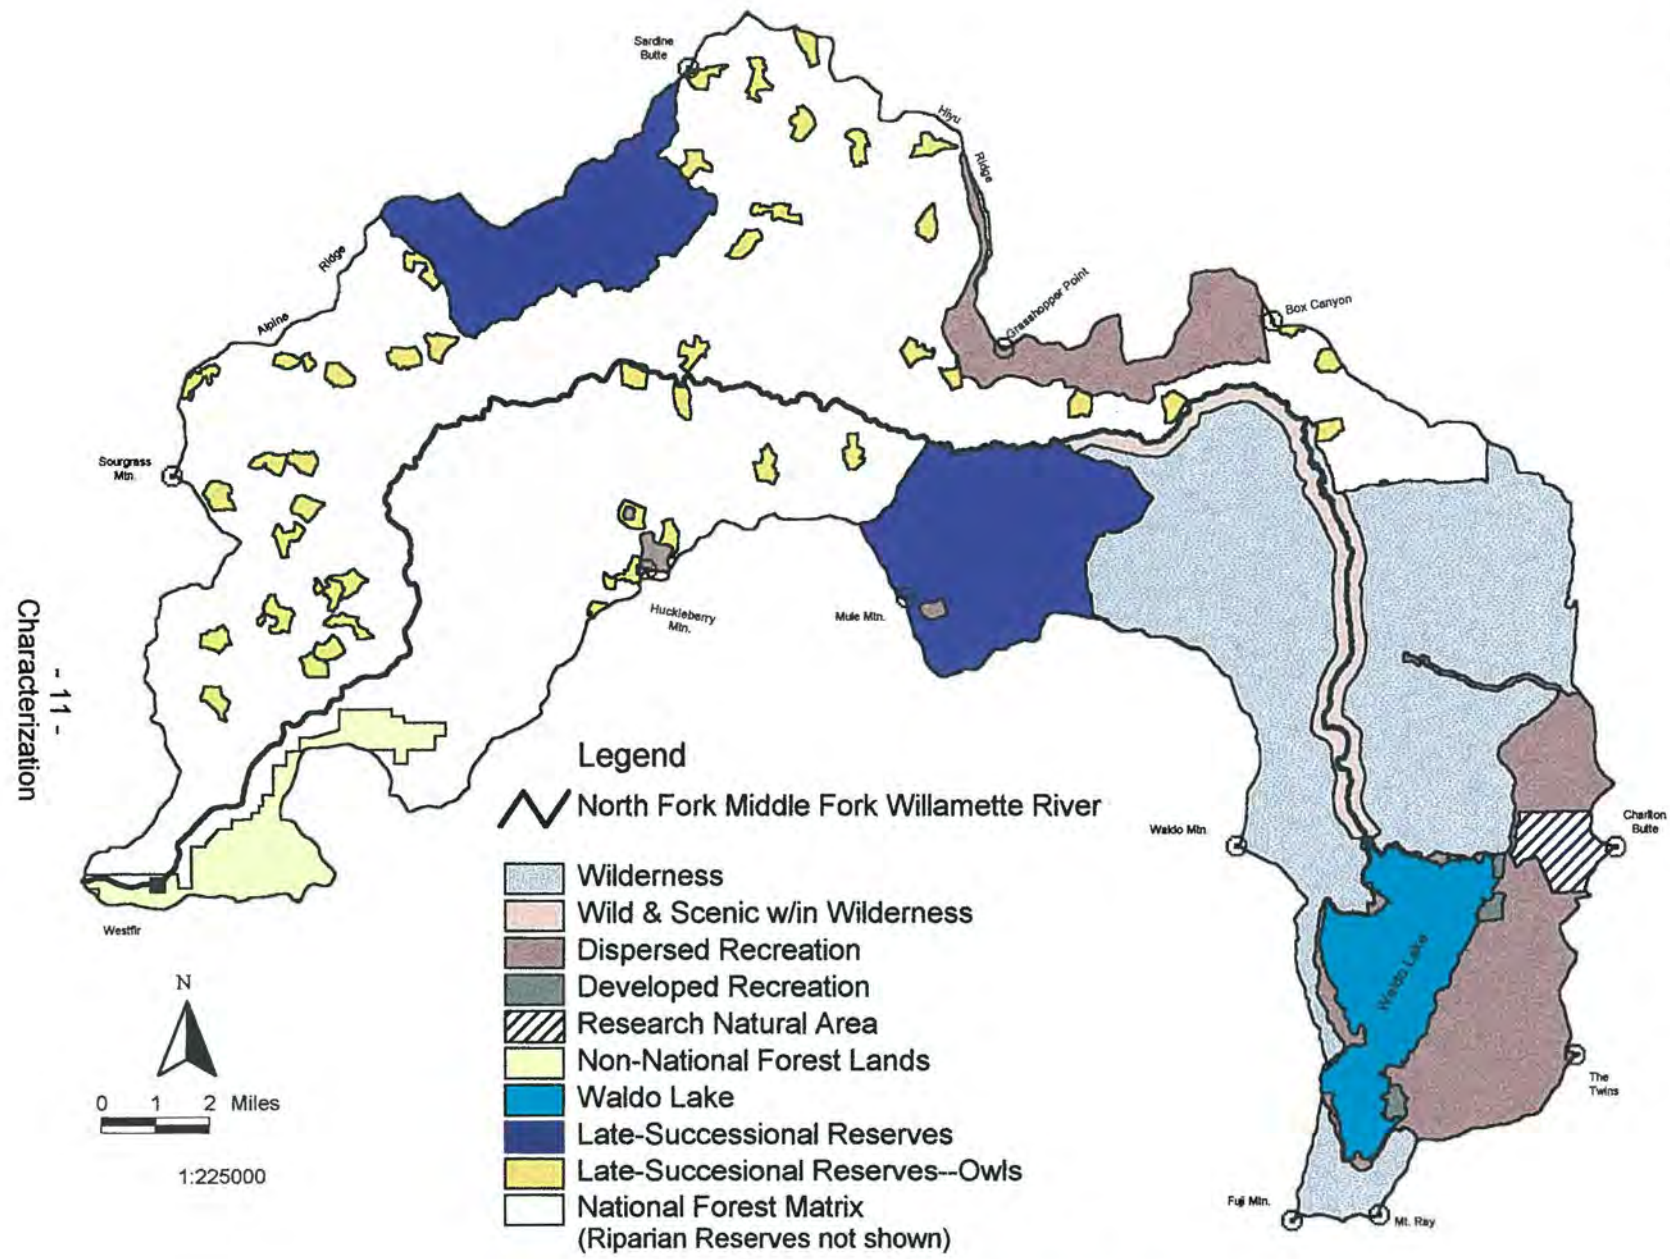 Sardine
Butte
Hiyu
Ridge
Ridge
Alpine
Grasshopper Point
Box Canyon
Sourgrass
Mtn.
Huckleberry
Mtn.
Mule Mtn.
- 11 -
Characterization
Westfir
N
0 1 2 Miles
1:225000
Legend
North Fork Middle Fork Willamette River
Wilderness
Wild & Scenic w/in Wilderness
Dispersed Recreation
Developed Recreation
Research Natural Area
Non-National Forest Lands
Waldo Lake
Late-Successional Reserves
Late-Succesional Reserves--Owls
National Forest Matrix
(Riparian Reserves not shown)
Waldo Mtn
Charlton
Butte
Waldo Lake
The
Twins
Fuji Mtn.
Mt. Ray